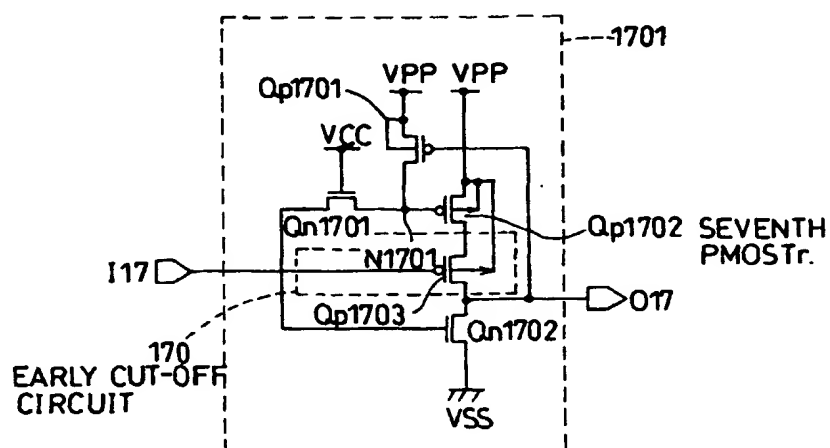 1701
VPP VPP
Qp1701
VCC
Qn1701
Qp1702 SEVENTH
PMOSTr.
N1701
I17
O17
Qp1703
Qn1702
170
EARLY CUT-OFF
CIRCUIT
VSS